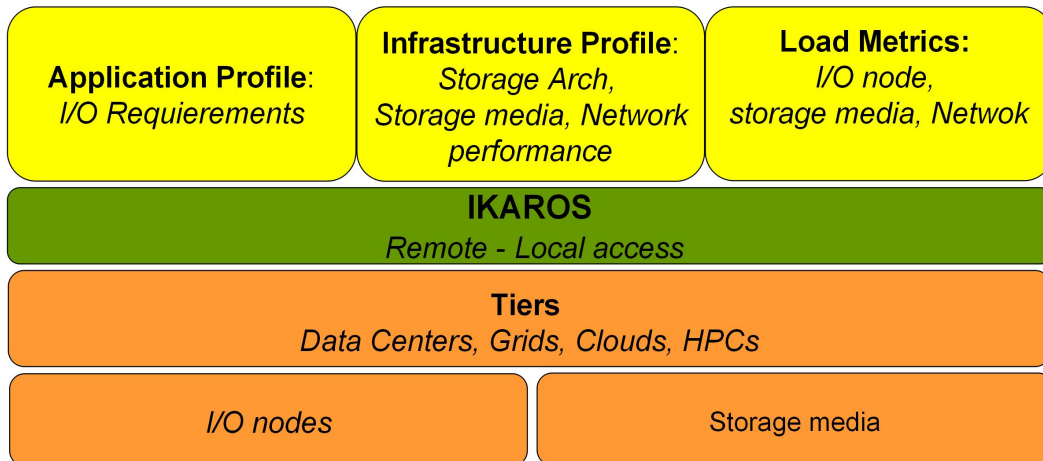 Application Profile:
I/O Requierements
Infrastructure Profile:
Storage Arch,
Storage media, Network
performance
Load Metrics:
I/O node,
storage media, Netwok
IKAROS
Remote - Local access
Tiers
Data Centers, Grids, Clouds, HPCs
I/O nodes
Storage media